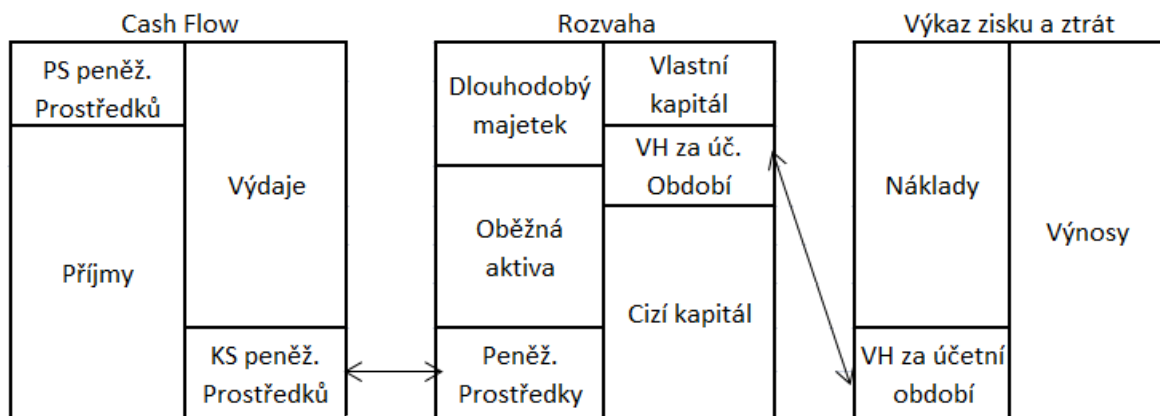 Cash Flow
PS peněž.
Prostředků
Příjmy
Výdaje
KS peněž.
Prostředků
Rozvaha
Dlouhodobý
majetek
Oběžná
aktiva
Peněž.
Prostředky
Vlastní
kapitál
VH za úč.
Období
Cizí kapitál
Výkaz zisku a ztrát
Náklady
VH za účetní
období
Výnosy